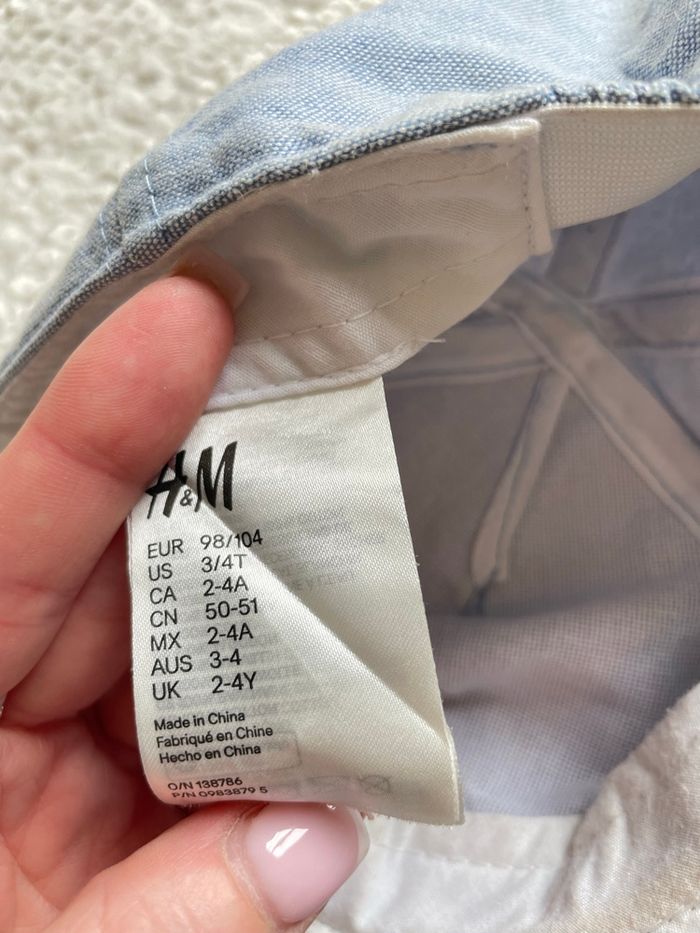 H&M
EUR 98/104
US 3/4T
CA 2-4A
CN 50-51
MX 2-4A
AUS 3-4
UK 2-4Y
Made in China
Fabriqué en Chine
Hecho en China
O/N 138786
P/N 0983879 5